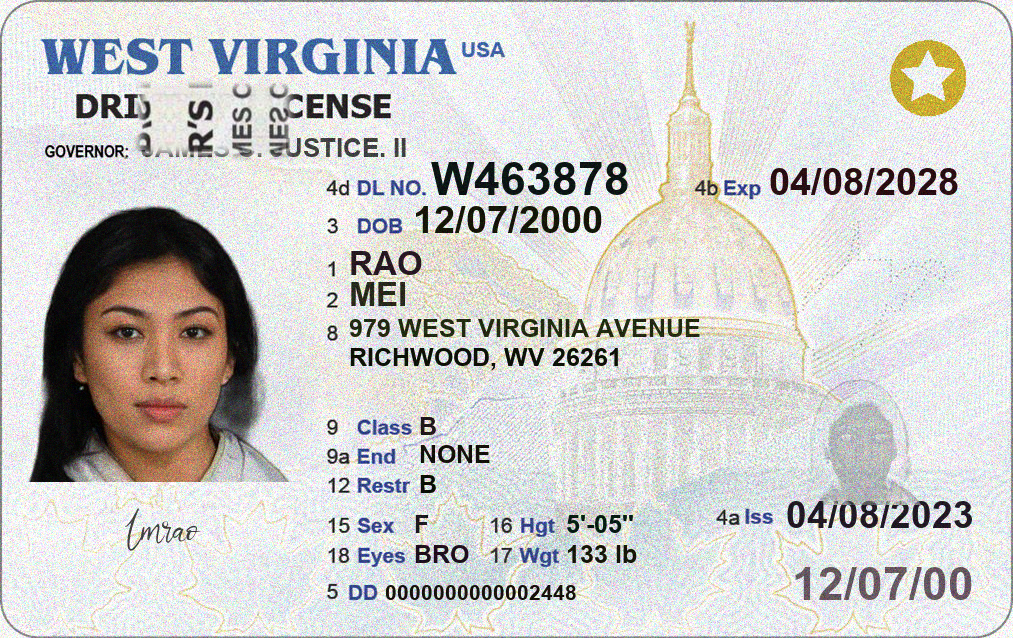 WEST VIRGINIA USA
GOVERNOR: JUSTICE. II
4d DL NO. W463878 4b Exp 04/08/2028
3 DOB 12/07/2000
1 RAO
2 MEI
8 979 WEST VIRGINIA AVENUE
RICHWOOD, WV 26261
9 Class B
9a End NONE
12 Restr B
15 Sex F 16 Hgt 5'-05" 4a Iss 04/08/2023
18 Eyes BRO 17 Wgt 133 lb
5 DD 0000000000002448
12/07/00